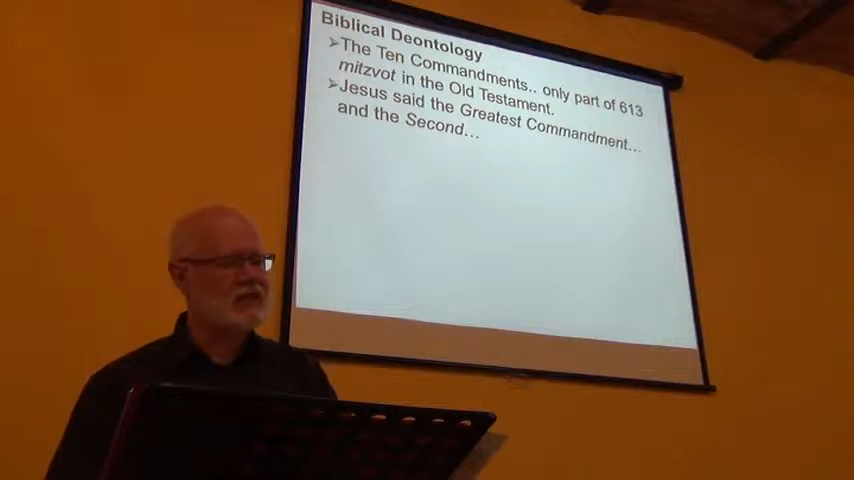 Biblical Deontology
➢The Ten Commandments.. only part of 613
mitzvot in the Old Testament.
➢Jesus said the Greatest Commandment…
and the Second…